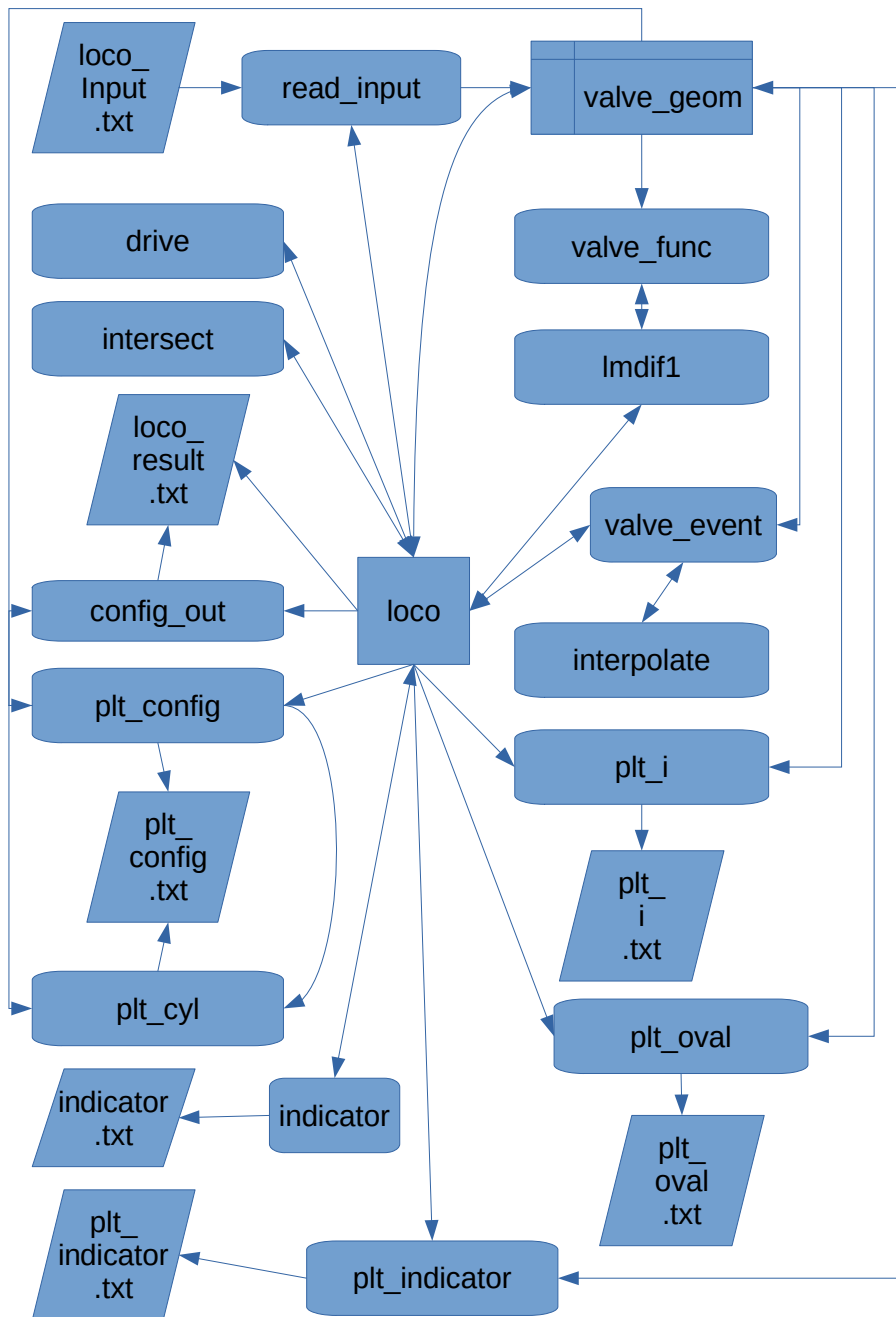 loco_
Input
.txt
read_input
valve_geom
drive
valve_func
intersect
lmdif1
loco_
result
.txt
valve_event
config_out
loco
interpolate
plt_config
plt_i
plt_
config
.txt
plt_
i
.txt
plt_cyl
plt_oval
indicator
.txt
indicator
plt_
oval
.txt
plt_
indicator
.txt
plt_indicator